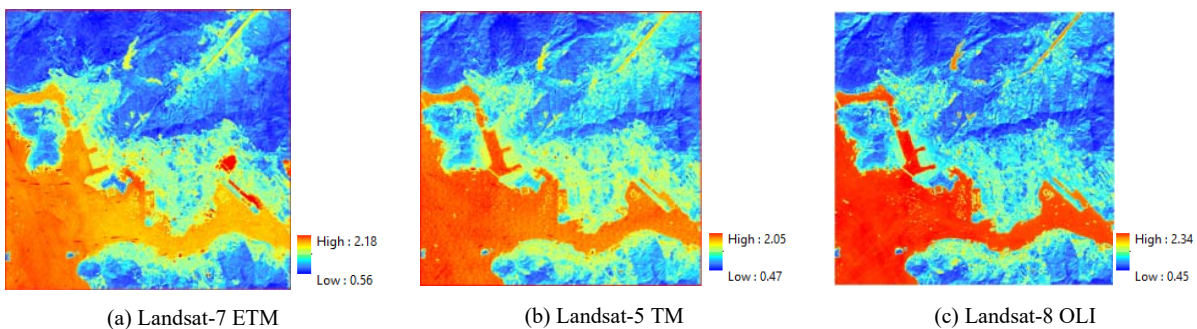 High : 2.18
Low : 0.56
(a) Landsat-7 ETM
High : 2.05
Low : 0.47
(b) Landsat-5 TM
High : 2.34
Low : 0.45
(c) Landsat-8 OLI